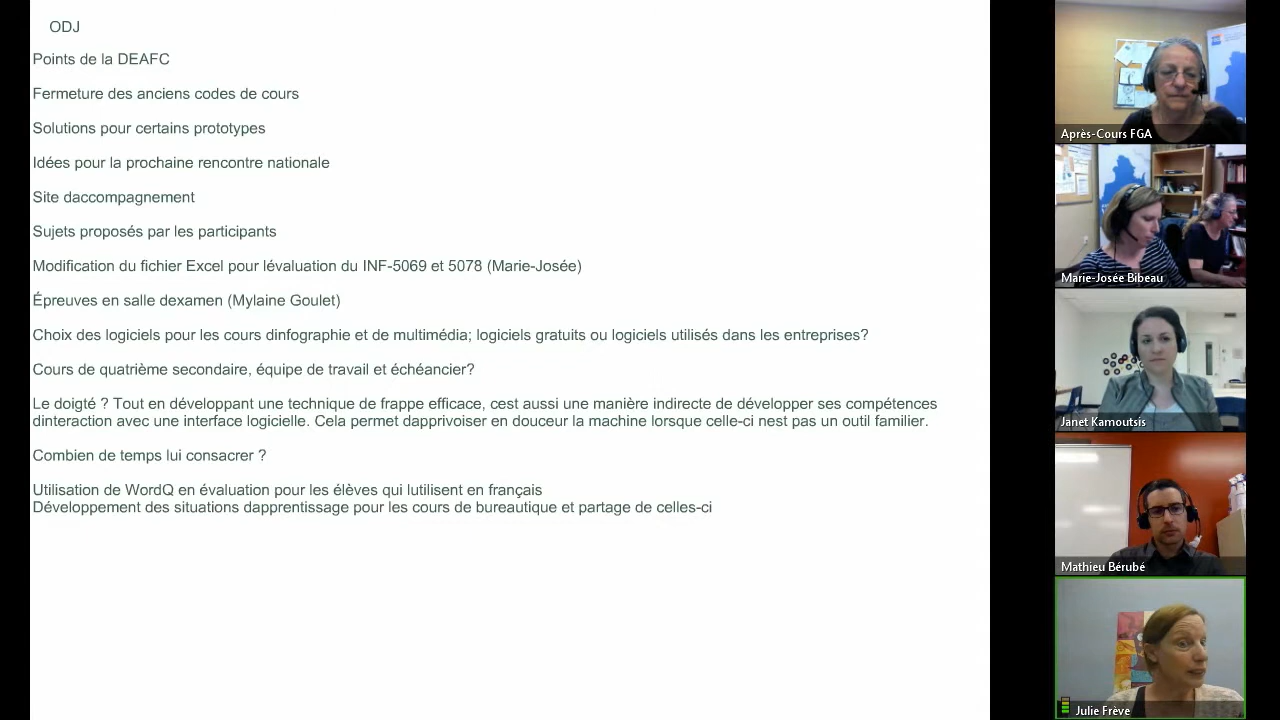 ODJ
Points de la DEAFC
Fermeture des anciens codes de cours
Solutions pour certains prototypes
Idées pour la prochaine rencontre nationale
Site daccompagnement
Sujets proposés par les participants
Modification du fichier Excel pour lévaluation du INF-5069 et 5078 (Marie-Josée)
Épreuves en salle dexamen (Mylaine Goulet)
Choix des logiciels pour les cours dinfographie et de multimédia; logiciels gratuits ou logiciels utilisés dans les entreprises?
Cours de quatrième secondaire, équipe de travail et échéancier?
Le doigté ? Tout en développant une technique de frappe efficace, cest aussi une manière indirecte de développer ses compétences
dinteraction avec une interface logicielle. Cela permet dapprivoiser en douceur la machine lorsque celle-ci nest pas un outil familier.
Combien de temps lui consacrer ?
Utilisation de WordQ en évaluation pour les élèves qui lutilisent en français
Développement des situations dapprentissage pour les cours de bureautique et partage de celles-ci
Après-Cours FGA
Marie-Josée Bibeau
Janet Kamoutsis
Mathieu Bérubé
Julie Frève